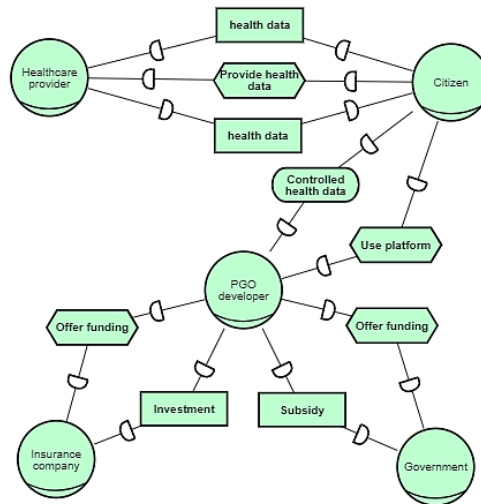 health data
Healthcare
provider
Provide health
data
Citizen
health data
Controlled
health data
Use platform
PGO
developer
Offer funding
Offer funding
Investment
Subsidy
Insurance
company
Government